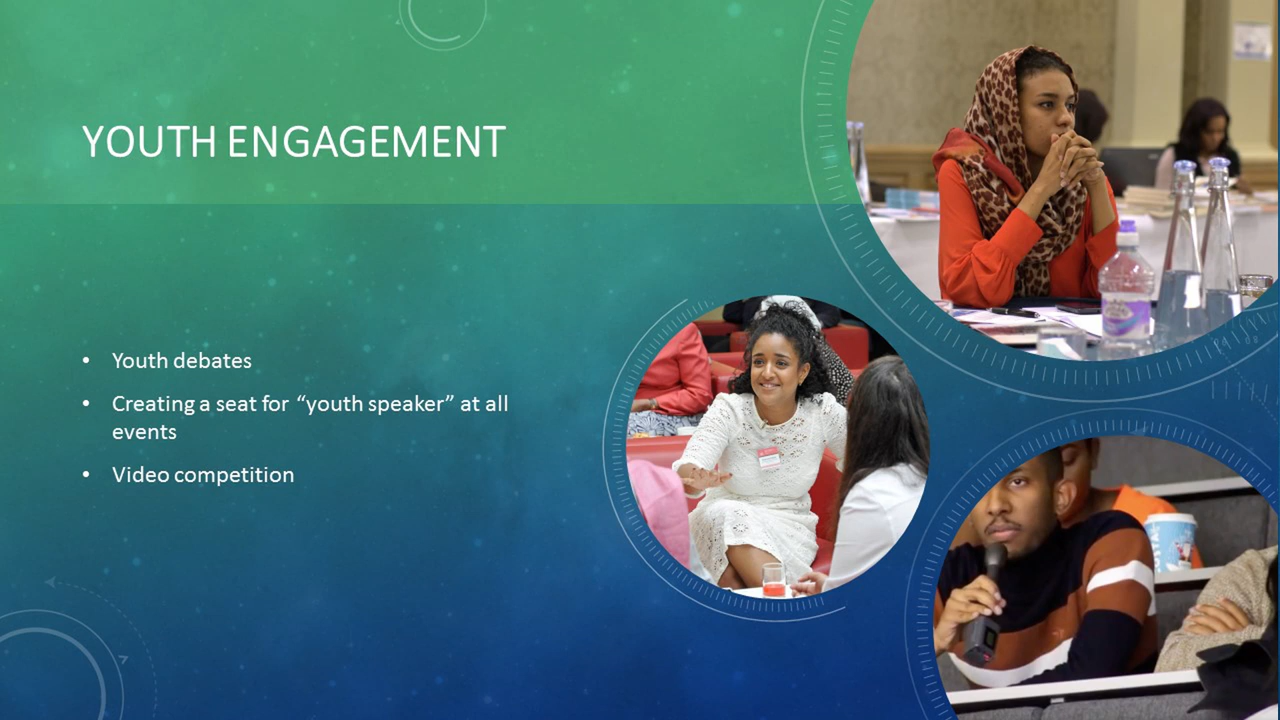 YOUTH ENGAGEMENT
• Youth debates
• Creating a seat for “youth speaker” at all
events
• Video competition